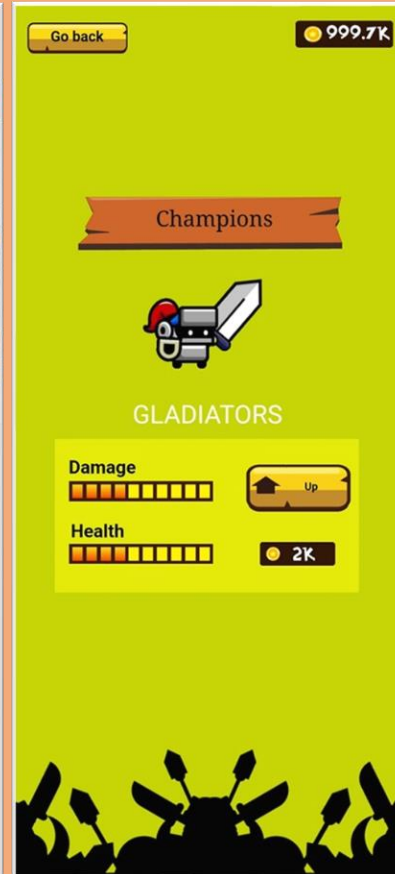 Go back
999.7K
Champions
GLADIATORS
Damage
Up
Health
2K